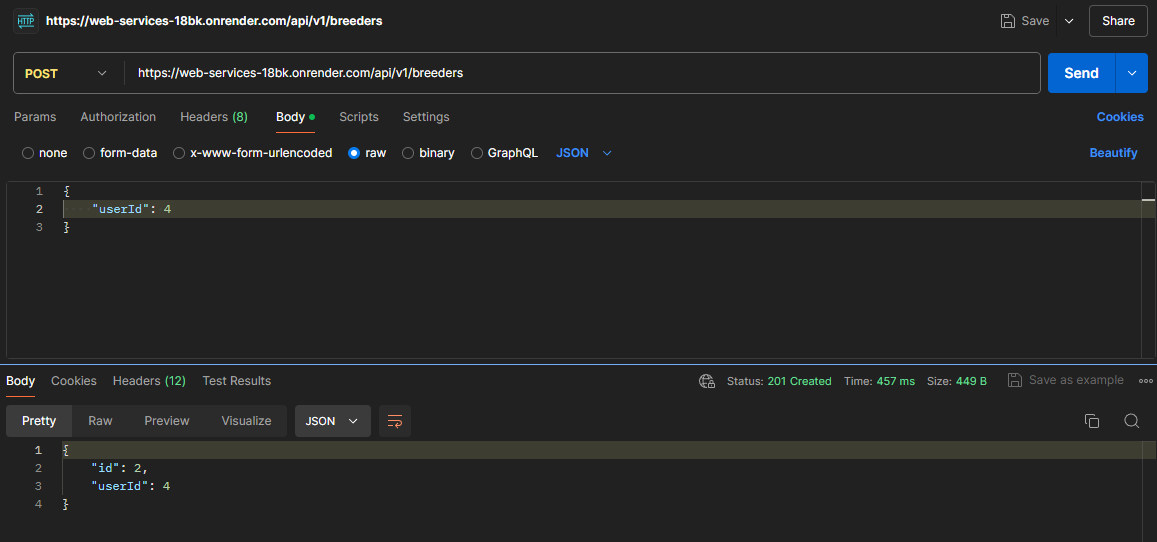 HTTP https://web-services-18bk.onrender.com/api/v1/breeders Save Share
POST https://web-services-18bk.onrender.com/api/v1/breeders Send
Params Authorization Headers (8) Body Scripts Settings Cookies
none form-data x-www-form-urlencoded raw binary GraphQL JSON Beautify
1 {
2 "userId": 4
3 }
Body Cookies Headers (12) Test Results Status: 201 Created Time: 457 ms Size: 449 B Save as example
Pretty Raw Preview Visualize JSON
1 {
2 "id": 2,
3 "userId": 4
4 }